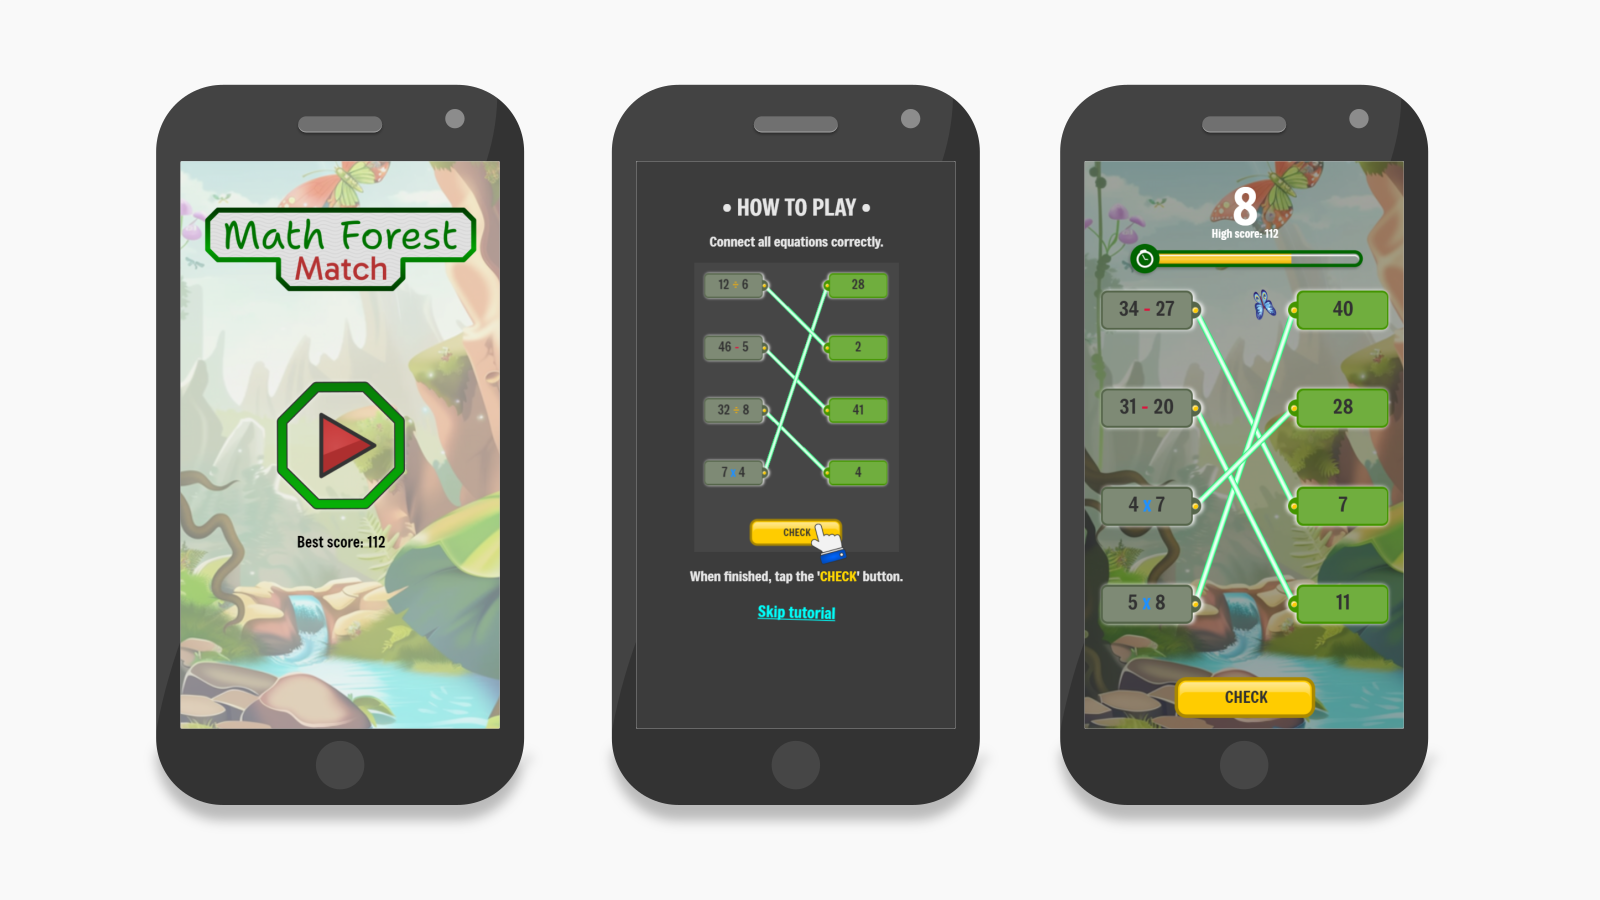 Math Forest
Match
Best score: 112
• HOW TO PLAY •
Connect all equations correctly.
12 ÷ 6
28
46 - 5
2
32 ÷ 8
41
7 x 4
4
CHECK
When finished, tap the 'CHECK' button.
Skip tutorial
8
High score: 112
34 - 27
40
31 - 20
28
4 x 7
7
5 x 8
11
CHECK